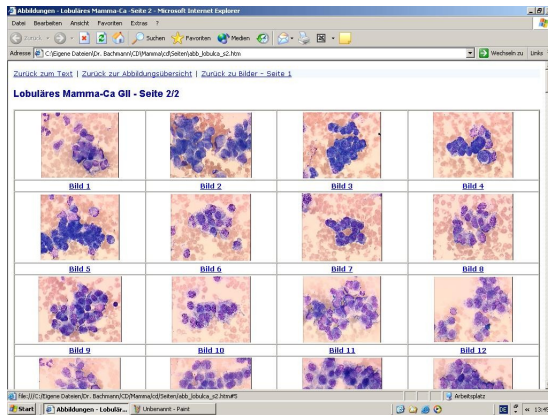 Abbildungen - Lobuläres Mamma-Ca -Seite 2 - Microsoft Internet Explorer
Datei Bearbeiten Ansicht Favoriten Extras ?
Zurück Suchen Favoriten Medien
Adresse C:\Eigene Dateien\Dr. Bachmann\CD\Mamma\cd\Seiten\abb_lobulka_s2.htm Wechseln zu Links
Zurück zum Text | Zurück zur Abbildungsübersicht | Zurück zu Bilder - Seite 1
Lobuläres Mamma-Ca GII - Seite 2/2
Bild 1 Bild 2 Bild 3 Bild 4
Bild 5 Bild 6 Bild 7 Bild 8
Bild 9 Bild 10 Bild 11 Bild 12
file:///C:/Eigene Dateien/Dr. Bachmann/CD/Mamma/cd/Seiten/abb_lobulca_s2.htm#5 Arbeitsplatz
Start Abbildungen - Lobulär... Unbenannt - Paint DE